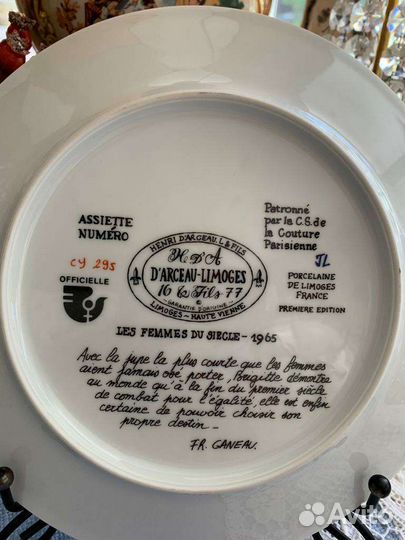 ASSIETTE
NUMÉRO
CY 295
OFFICIELLE
HENRI D'ARCEAU.L & FILS
H D'A
D'ARCEAU-LIMOGES
16 & Fils 77
GARANTIE D'ORIGINE
LIMOGES - HAUTE VIENNE
Patronné
par la C.S. de
la Couture
Parisienne
JL
PORCELAINE
DE LIMOGES
FRANCE
PREMIERE EDITION
LES FEMMES DU SIECLE - 1965
Avec la jupe la plus courte que les femmes
aient jamais osé porter, Brigitte démontra
au monde qu'à la fin du premier siècle
de combat pour l'égalité, elle est enfin
certaine de pouvoir choisir son
propre destin -
FR. GANEAU.
Avito